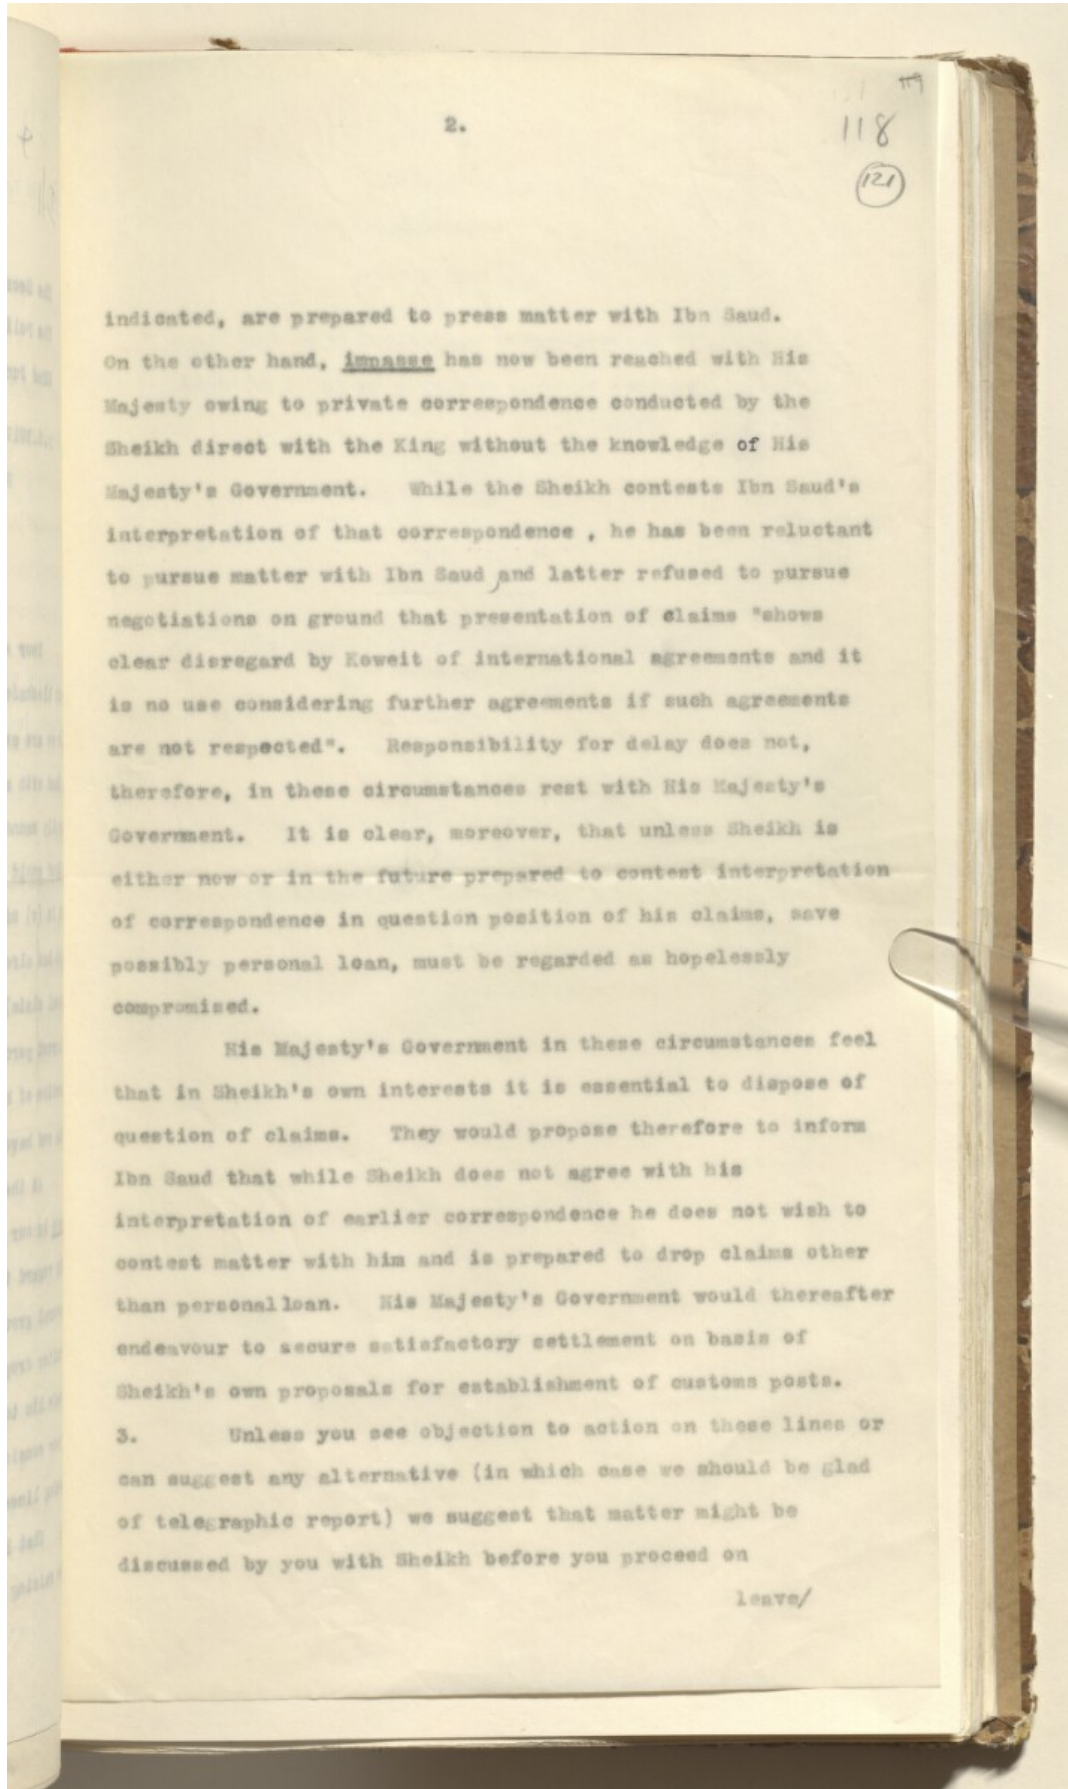 2.
119
118
121
indicated, are prepared to press matter with Ibn Saud.
On the other hand, impasse has now been reached with His
Majesty owing to private correspondence conducted by the
Sheikh direct with the King without the knowledge of His
Majesty's Government. While the Sheikh contests Ibn Saud's
interpretation of that correspondence , he has been reluctant
to pursue matter with Ibn Saud, and latter refused to pursue
negotiations on ground that presentation of claims "shows
clear disregard by Koweit of international agreements and it
is no use considering further agreements if such agreements
are not respected". Responsibility for delay does not,
therefore, in these circumstances rest with His Majesty's
Government. It is clear, moreover, that unless Sheikh is
either now or in the future prepared to contest interpretation
of correspondence in question position of his claims, save
possibly personal loan, must be regarded as hopelessly
compromised.
His Majesty's Government in these circumstances feel
that in Sheikh's own interests it is essential to dispose of
question of claims. They would propose therefore to inform
Ibn Saud that while Sheikh does not agree with his
interpretation of earlier correspondence he does not wish to
contest matter with him and is prepared to drop claims other
than personal loan. His Majesty's Government would thereafter
endeavour to secure satisfactory settlement on basis of
Sheikh's own proposals for establishment of customs posts.
3. Unless you see objection to action on these lines or
can suggest any alternative (in which case we should be glad
of telegraphic report) we suggest that matter might be
discussed by you with Sheikh before you proceed on
leave/